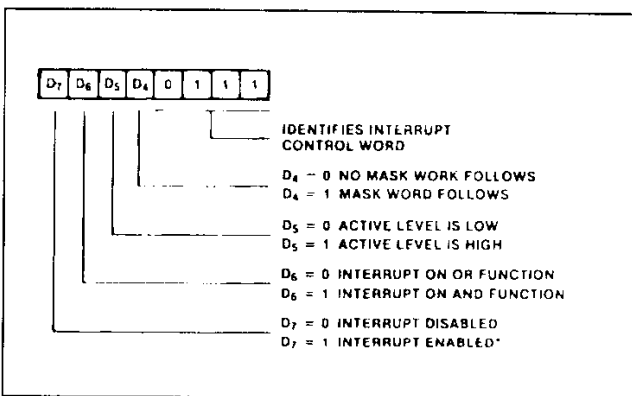 D7 D6 D5 D4 0 1 1 1
IDENTIFIES INTERRUPT
CONTROL WORD
D4 = 0 NO MASK WORK FOLLOWS
D4 = 1 MASK WORD FOLLOWS
D5 = 0 ACTIVE LEVEL IS LOW
D5 = 1 ACTIVE LEVEL IS HIGH
D6 = 0 INTERRUPT ON OR FUNCTION
D6 = 1 INTERRUPT ON AND FUNCTION
D7 = 0 INTERRUPT DISABLED
D7 = 1 INTERRUPT ENABLED*